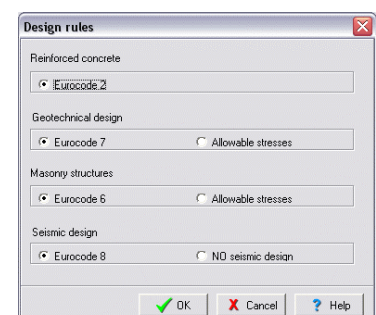 Design rules
Reinforced concrete
Eurocode 2
Geotechnical design
Eurocode 7 Allowable stresses
Masonry structures
Eurocode 6 Allowable stresses
Seismic design
Eurocode 8 NO seismic design
OK Cancel ? Help